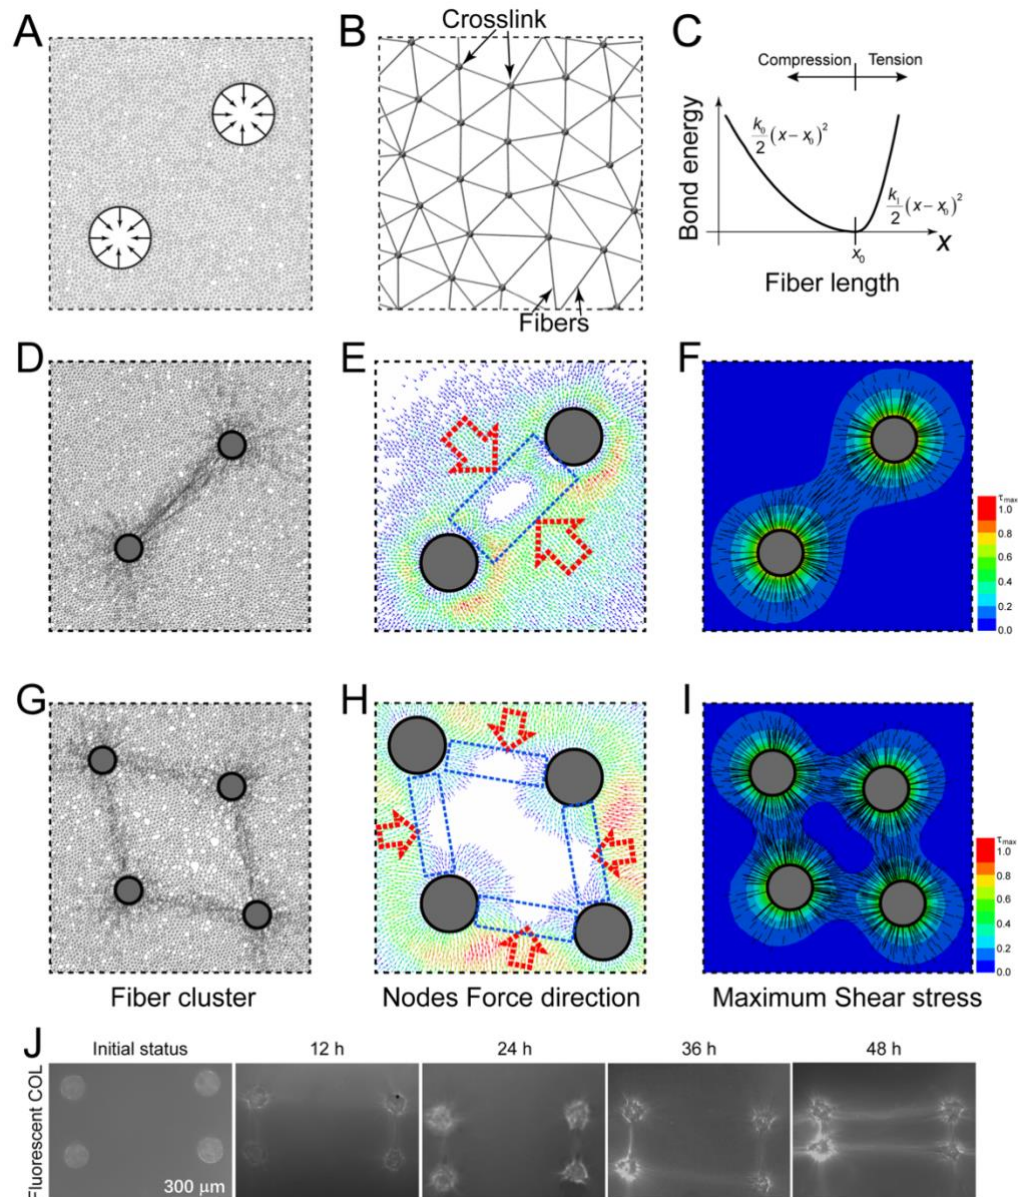 A
B
Crosslink
Fibers
C
Compression
Tension
Bond energy
k₀/2 (x− x₀)²
k₁/2 (x− x₀)²
x₀
x
Fiber length
D
E
F
τmax
1.0
0.8
0.6
0.4
0.2
0.0
G
H
I
τmax
1.0
0.8
0.6
0.4
0.2
0.0
Fiber cluster
Nodes Force direction
Maximum Shear stress
J
Initial status
12 h
24 h
36 h
48 h
Fluorescent COL
300 μm